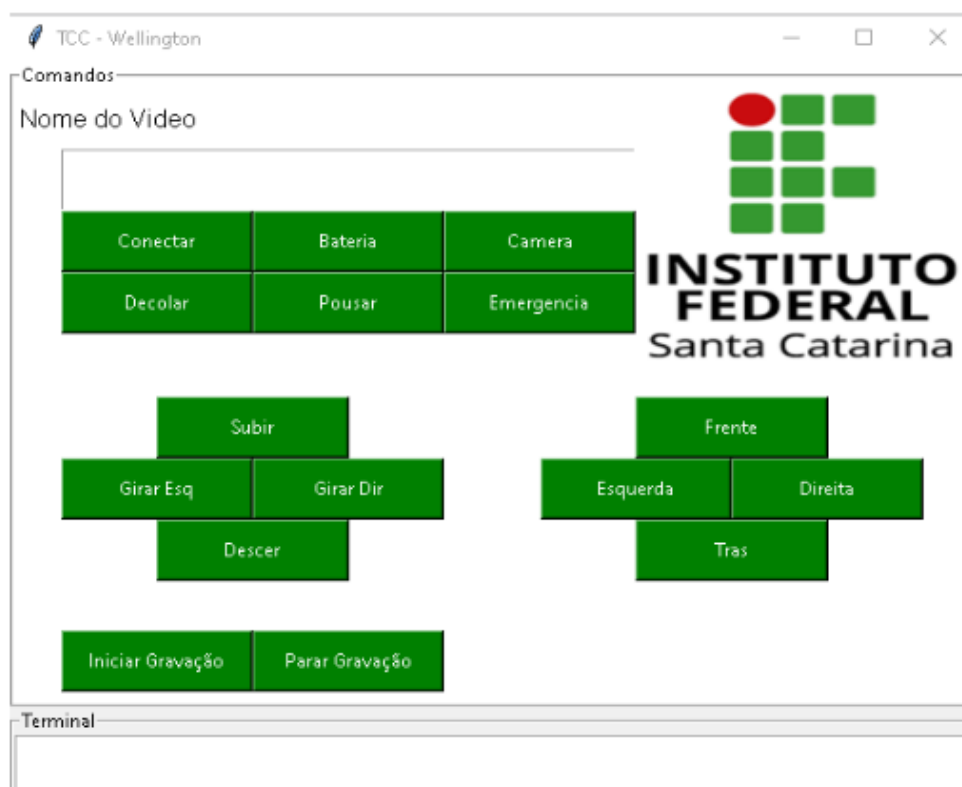 TCC - Wellington
Comandos
Nome do Video
Conectar Bateria Camera
Decolar Pousar Emergencia
INSTITUTO
FEDERAL
Santa Catarina
Subir Frente
Girar Esq Girar Dir Esquerda Direita
Descer Tras
Iniciar Gravação Parar Gravação
Terminal